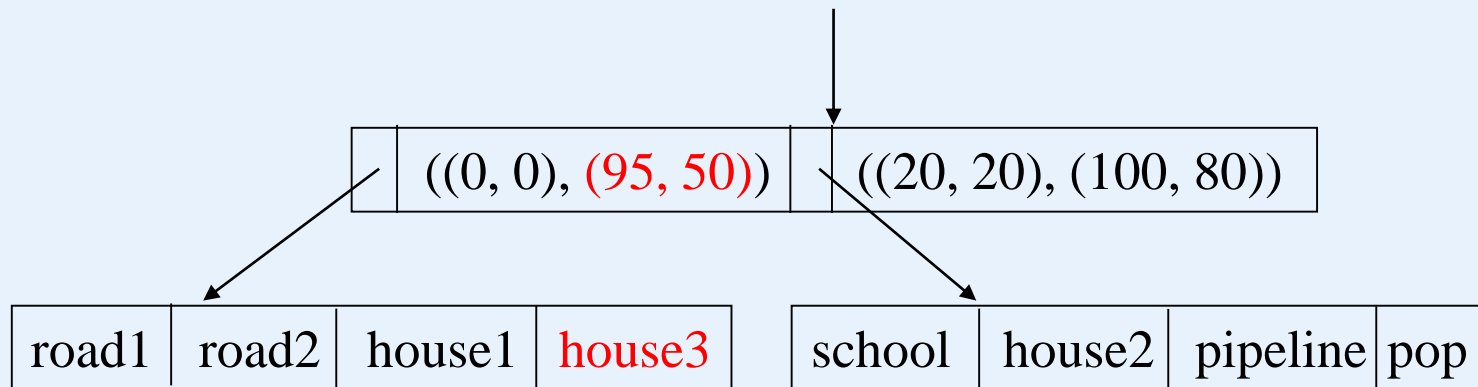 ((0, 0), (95, 50)) ((20, 20), (100, 80))
road1 road2 house1 house3 school house2 pipeline pop